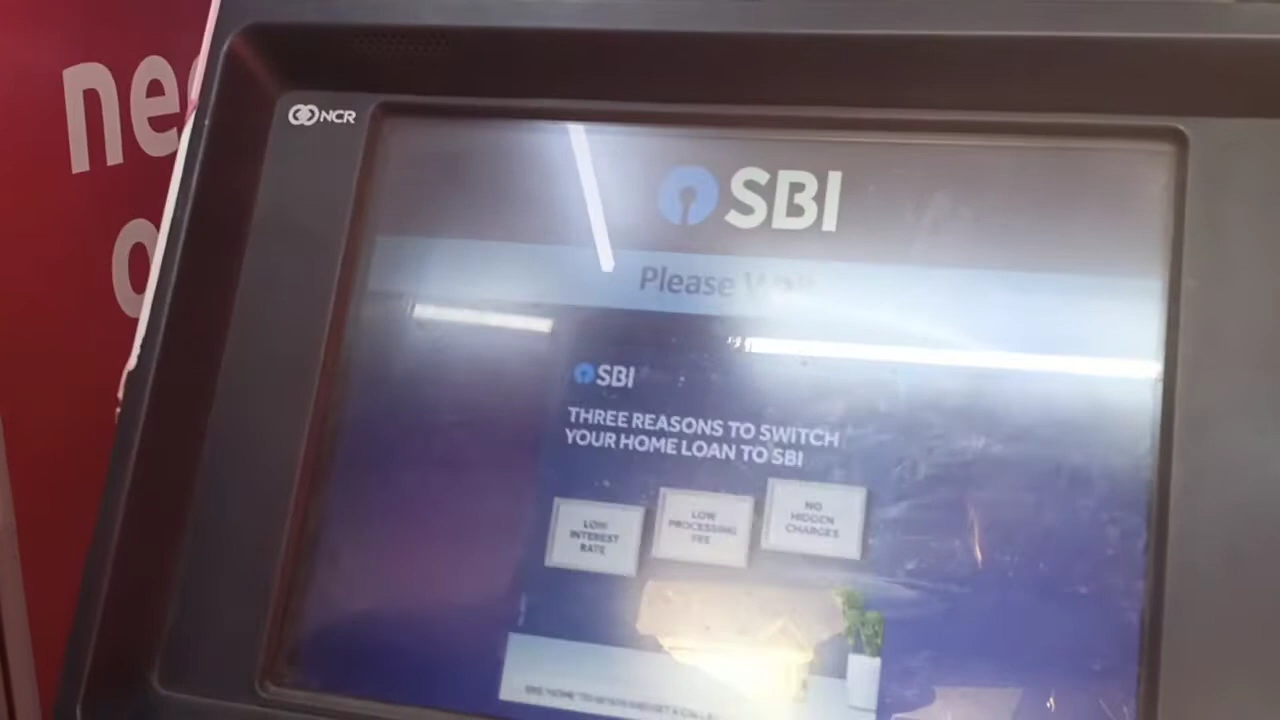 NCR
SBI
Please Wait
SBI
THREE REASONS TO SWITCH
YOUR HOME LOAN TO SBI
LOW
INTEREST
RATE
LOW
PROCESSING
FEE
NO
HIDDEN
CHARGES